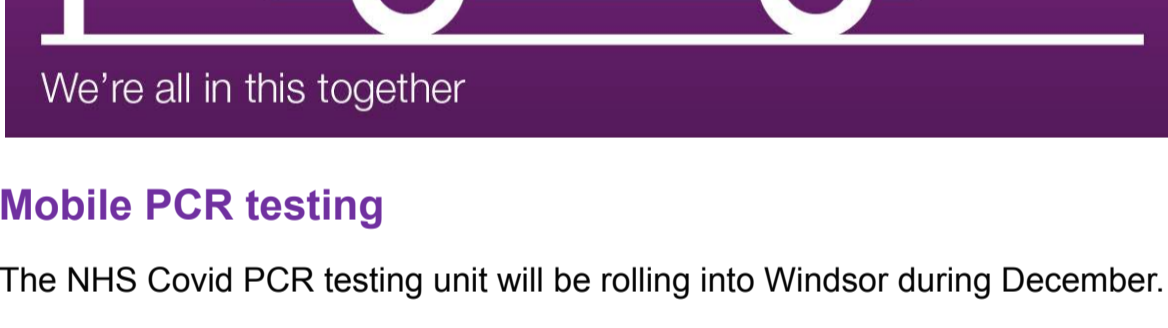 We're all in this together
Mobile PCR testing
The NHS Covid PCR testing unit will be rolling into Windsor during December.